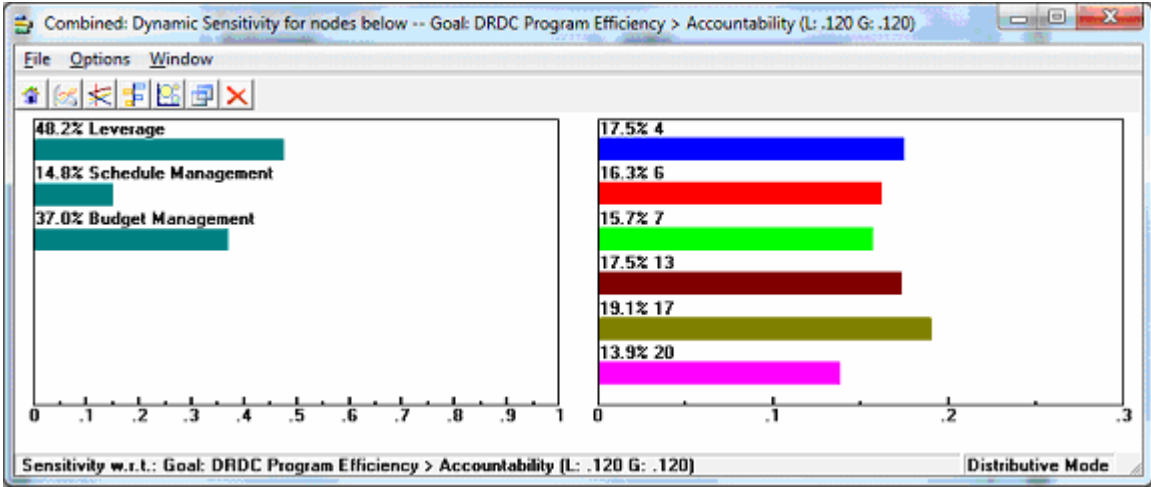 Combined: Dynamic Sensitivity for nodes below -- Goal: DRDC Program Efficiency > Accountability (L: .120 G: .120)
File Options Window
48.2% Leverage
14.8% Schedule Management
37.0% Budget Management
0 .1 .2 .3 .4 .5 .6 .7 .8 .9 1
17.5% 4
16.3% 6
15.7% 7
17.5% 13
19.1% 17
13.9% 20
0 .1 .2 .3
Sensitivity w.r.t.: Goal: DRDC Program Efficiency > Accountability (L: .120 G: .120)
Distributive Mode